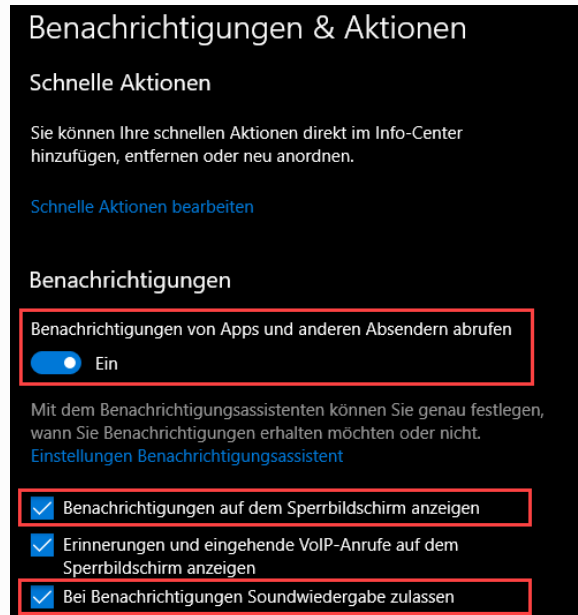 Benachrichtigungen & Aktionen
Schnelle Aktionen
Sie können Ihre schnellen Aktionen direkt im Info-Center
hinzufügen, entfernen oder neu anordnen.
Schnelle Aktionen bearbeiten
Benachrichtigungen
Benachrichtigungen von Apps und anderen Absendern abrufen
Ein
Mit dem Benachrichtigungsassistenten können Sie genau festlegen,
wann Sie Benachrichtigungen erhalten möchten oder nicht.
Einstellungen Benachrichtigungsassistent
Benachrichtigungen auf dem Sperrbildschirm anzeigen
Erinnerungen und eingehende VoIP-Anrufe auf dem
Sperrbildschirm anzeigen
Bei Benachrichtigungen Soundwiedergabe zulassen